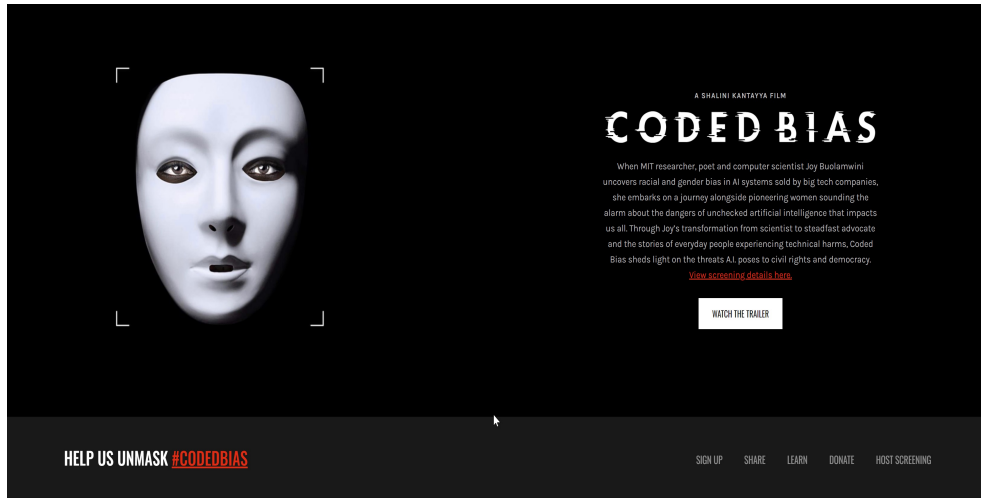 A SHALINI KANTAYYA FILM
CODED BIAS
When MIT researcher, poet and computer scientist Joy Buolamwini
uncovers racial and gender bias in AI systems sold by big tech companies,
she embarks on a journey alongside pioneering women sounding the
alarm about the dangers of unchecked artificial intelligence that impacts
us all. Through Joy's transformation from scientist to steadfast advocate
and the stories of everyday people experiencing technical harms, Coded
Bias sheds light on the threats A.I. poses to civil rights and democracy.
View screening details here.
WATCH THE TRAILER
HELP US UNMASK #CODEDBIAS
SIGN UP SHARE LEARN DONATE HOST SCREENING